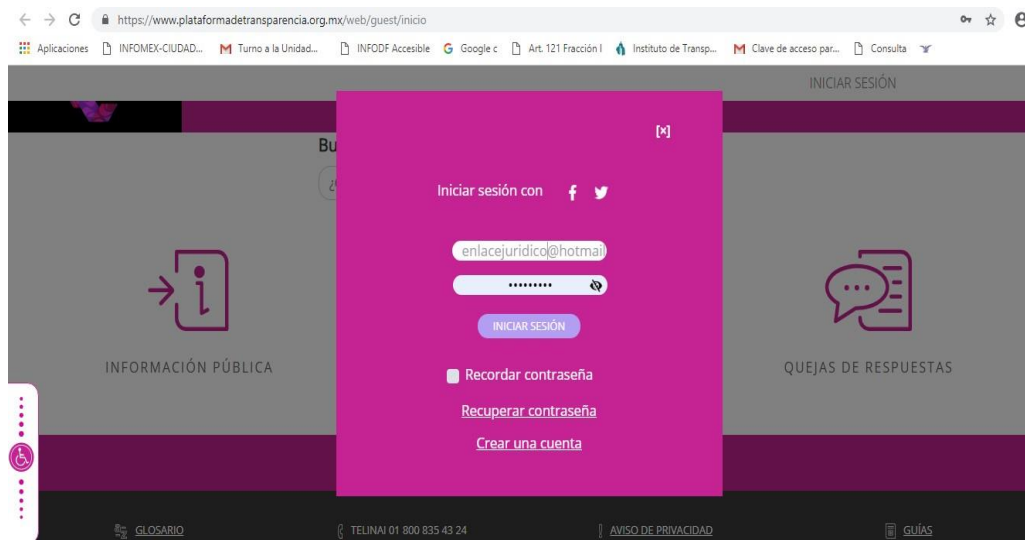 https://www.plataformadetransparencia.org.mx/web/guest/inicio
Aplicaciones INFOMEX-CIUDAD... Turno a la Unidad... INFODF Accesible Google c Art. 121 Fracción I Instituto de Transp... Clave de acceso par... Consulta
INICIAR SESIÓN
[×]
Bu
Iniciar sesión con
enlacejuridico@hotmail
•••••••••
INICIAR SESIÓN
INFORMACIÓN PÚBLICA
QUEJAS DE RESPUESTAS
Recordar contraseña
Recuperar contraseña
Crear una cuenta
GLOSARIO TELINAI 01 800 835 43 24 AVISO DE PRIVACIDAD GUÍAS